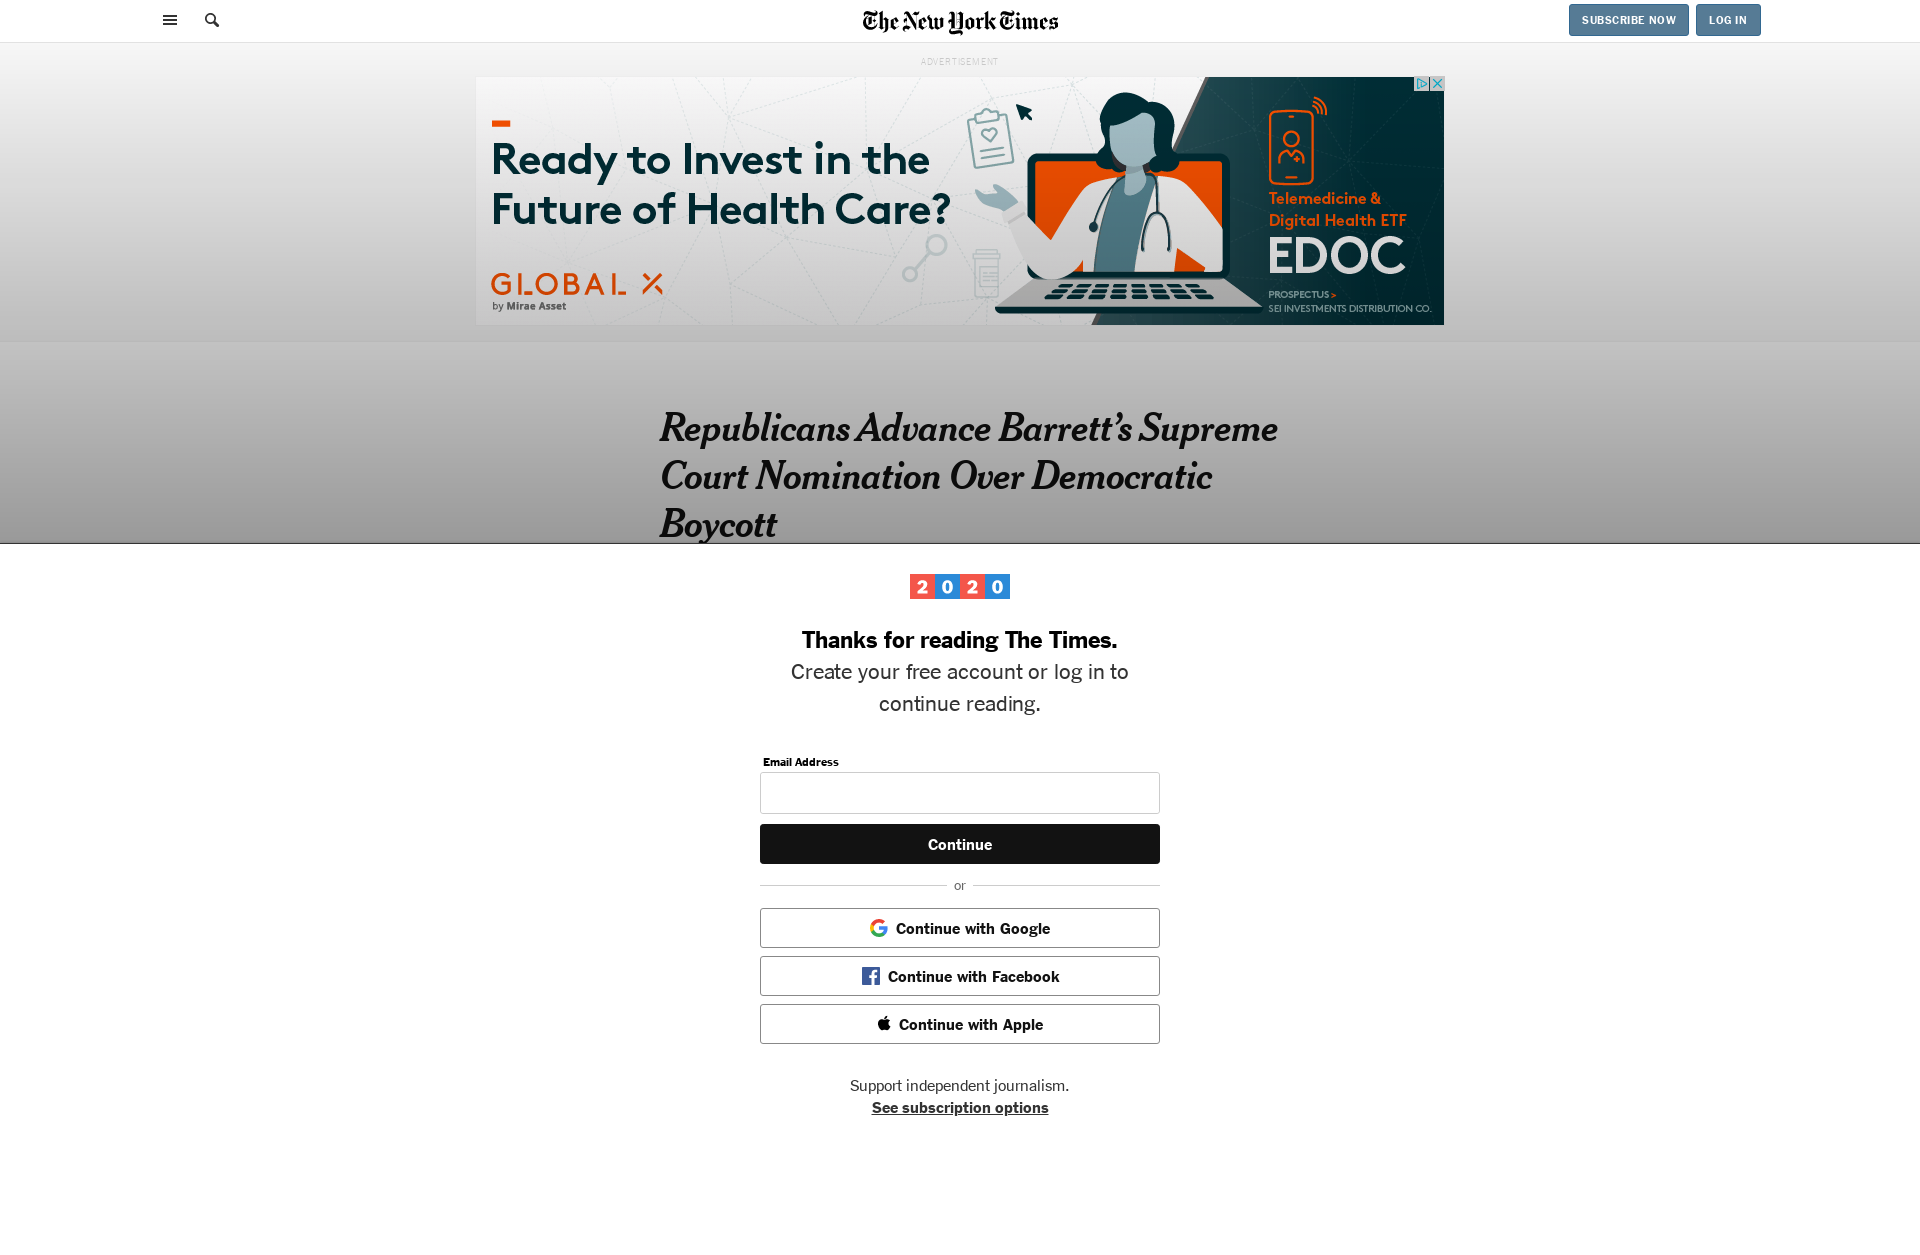 The New York Times
SUBSCRIBE NOW
LOG IN
ADVERTISEMENT
Ready to Invest in the
Future of Health Care?
GLOBAL X
by Mirae Asset
Telemedicine &
Digital Health ETF
EDOC
PROSPECTUS >
SEI INVESTMENTS DISTRIBUTION CO.
Republicans Advance Barrett’s Supreme
Court Nomination Over Democratic
Boycott
2020
Thanks for reading The Times.
Create your free account or log in to
continue reading.
Email Address
Continue
or
Continue with Google
Continue with Facebook
Continue with Apple
Support independent journalism.
See subscription options